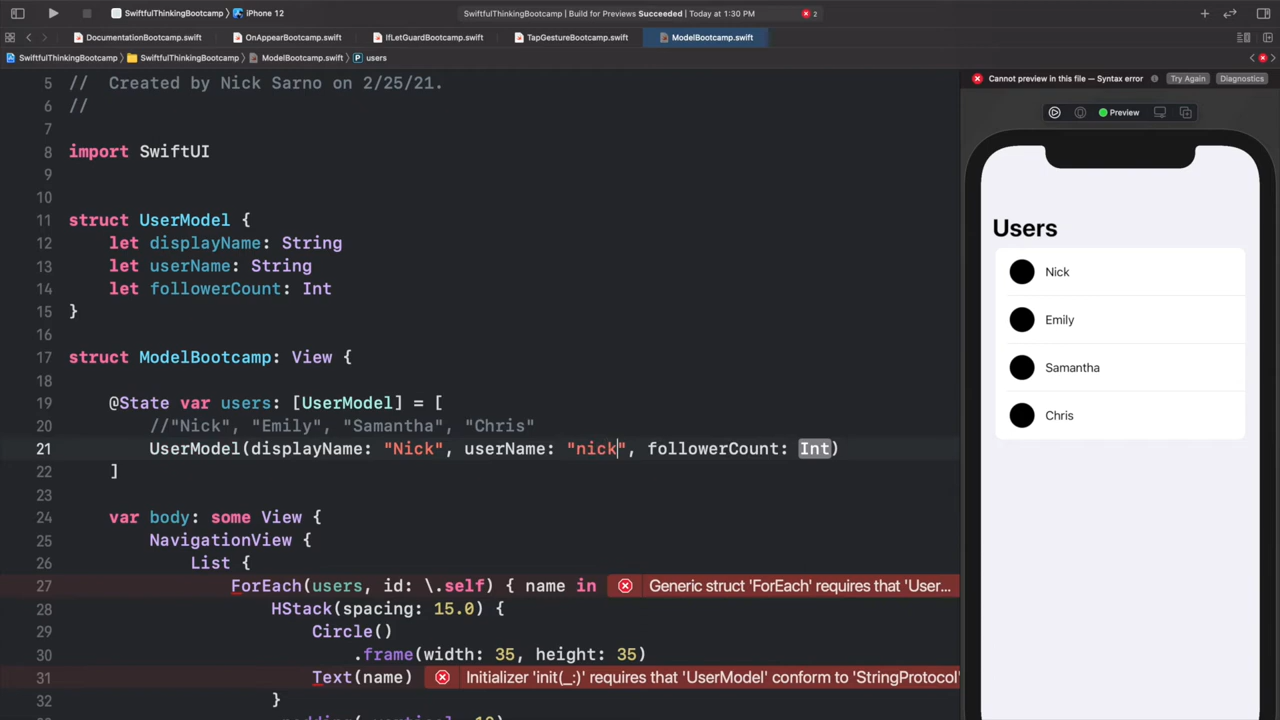 SwiftfulThinkingBootcamp 〉 iPhone 12
SwiftfulThinkingBootcamp | Build for Previews Succeeded | Today at 1:30 PM
2
DocumentationBootcamp.swift
OnAppearBootcamp.swift
IfLetGuardBootcamp.swift
TapGestureBootcamp.swift
ModelBootcamp.swift
SwiftfulThinkingBootcamp 〉 SwiftfulThinkingBootcamp 〉 ModelBootcamp.swift 〉 P users
5 //  Created by Nick Sarno on 2/25/21.
6 //
7
8 import SwiftUI
9
10
11 struct UserModel {
12 let displayName: String
13 let userName: String
14 let followerCount: Int
15 }
16
17 struct ModelBootcamp: View {
18
19 @State var users: [UserModel] = [
20 //"Nick", "Emily", "Samantha", "Chris"
21 UserModel(displayName: "Nick", userName: "nick", followerCount: Int)
22 ]
23
24 var body: some View {
25 NavigationView {
26 List {
27 ForEach(users, id: \.self) { name in Generic struct 'ForEach' requires that 'User...
28 HStack(spacing: 15.0) {
29 Circle()
30 .frame(width: 35, height: 35)
31 Text(name) Initializer 'init(_:)' requires that 'UserModel' conform to 'StringProtocol'
32 }
.padding(.vertical, 10)
Cannot preview in this file — Syntax error
Try Again
Diagnostics
Preview
Users
Nick
Emily
Samantha
Chris